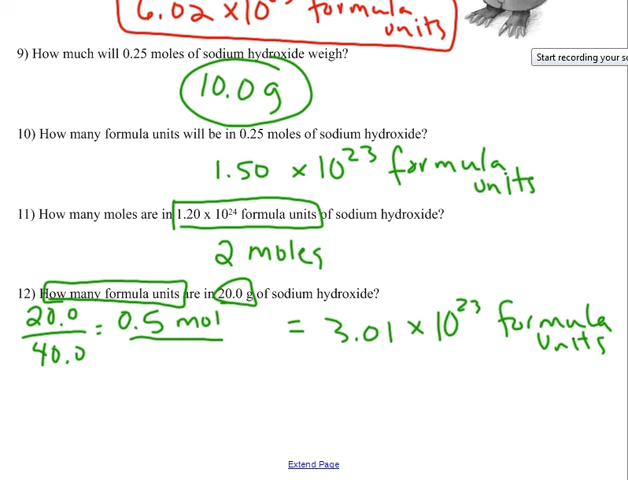 6.02 x 10 formula units
Start recording your sc
9) How much will 0.25 moles of sodium hydroxide weigh?
10.0 g
10) How many formula units will be in 0.25 moles of sodium hydroxide?
1.50 x 10²³ formula units
11) How many moles are in 1.20 x 10²⁴ formula units of sodium hydroxide?
2 moles
12) How many formula units are in 20.0 g of sodium hydroxide?
20.0/40.0 = 0.5 mol = 3.01 x 10²³ formula units
Extend Page